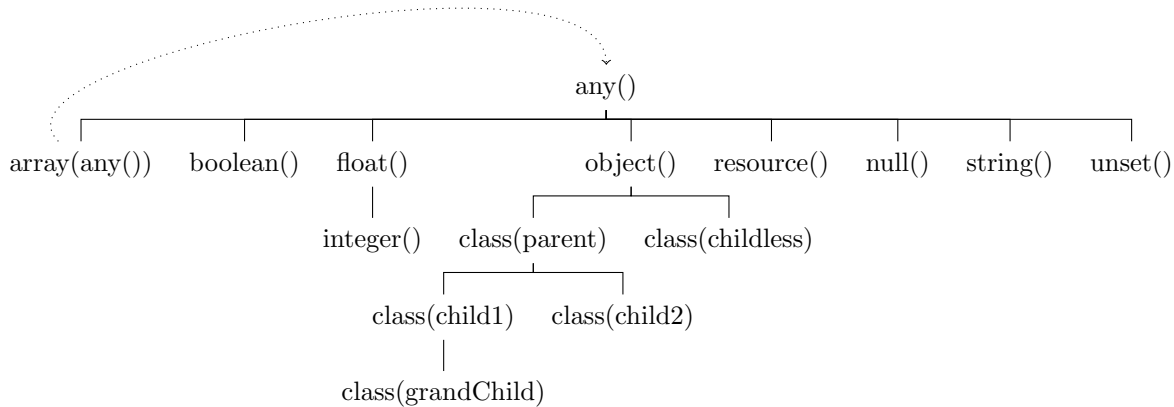 any()
array(any()) boolean() float() object() resource() null() string() unset()
integer() class(parent) class(childless)
class(child1) class(child2)
class(grandChild)